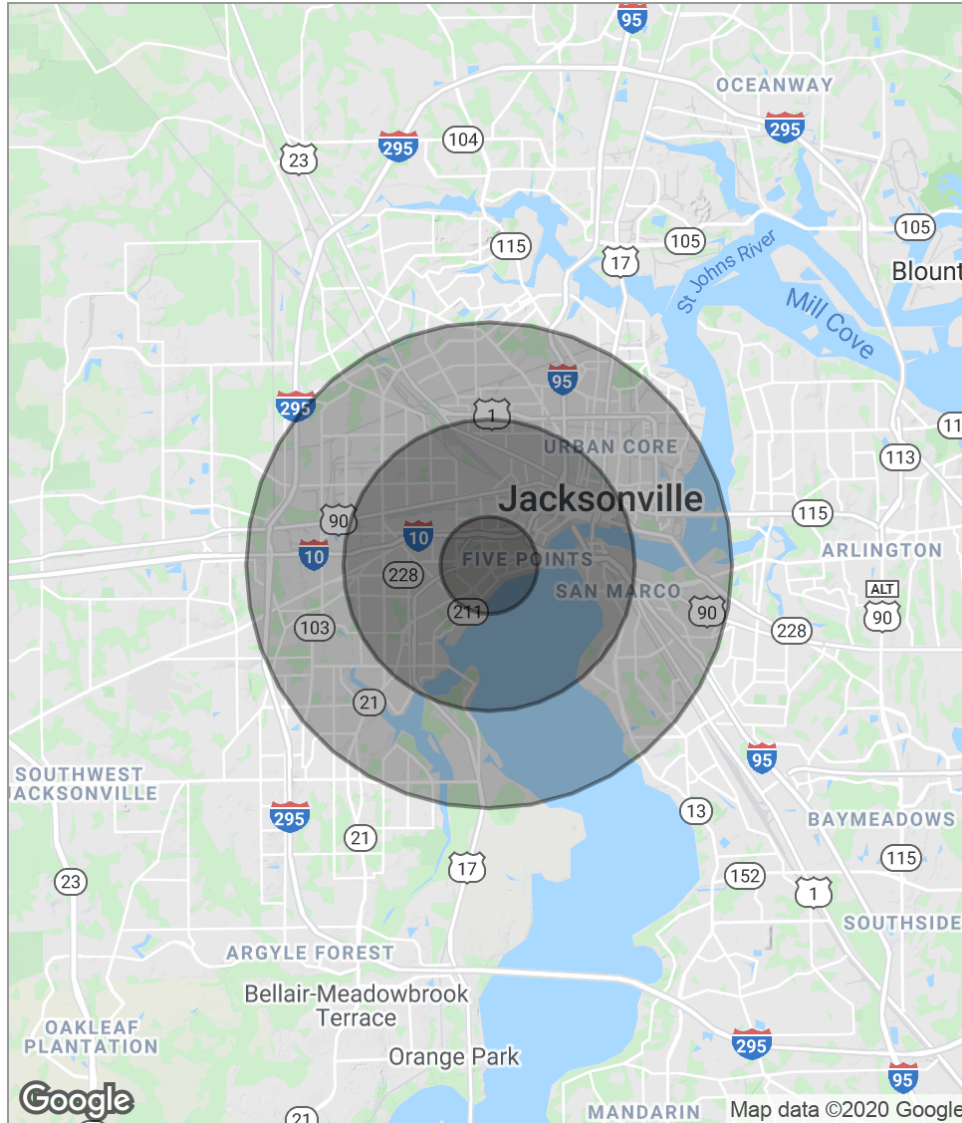 95
OCEANWAY
295
104
295
23
105
115
105
17
St Johns River
Blount
Mill Cove
95
295
1
11
URBAN CORE
113
Jacksonville
90
115
10
10
ARLINGTON
FIVE POINTS
228
SAN MARCO
ALT
90
211
90
103
228
21
95
SOUTHWEST
JACKSONVILLE
295
13
BAYMEADOWS
21
115
17
152
23
1
SOUTHSIDE
ARGYLE FOREST
Bellair-Meadowbrook
Terrace
OAKLEAF
PLANTATION
295
Orange Park
95
Google
21
MANDARIN
Map data ©2020 Google